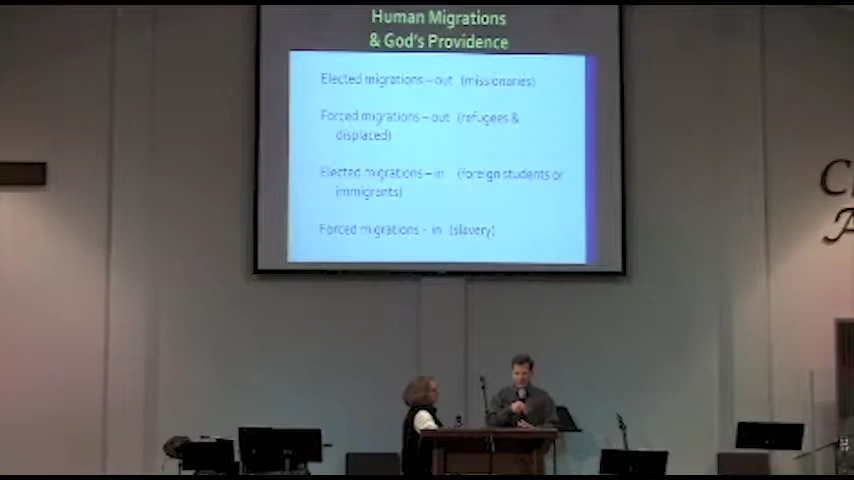 Human Migrations
& God's Providence
Elected migrations – out (missionaries)
Forced migrations – out (refugees &
displaced)
Elected migrations – in (foreign students or
immigrants)
Forced migrations - in (slavery)